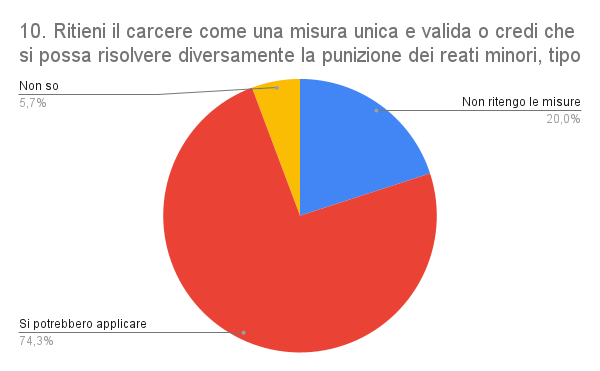 10. Ritieni il carcere come una misura unica e valida o credi che
si possa risolvere diversamente la punizione dei reati minori, tipo
Non so
5,7%
Non ritengo le misure
20,0%
Si potrebbero applicare
74,3%